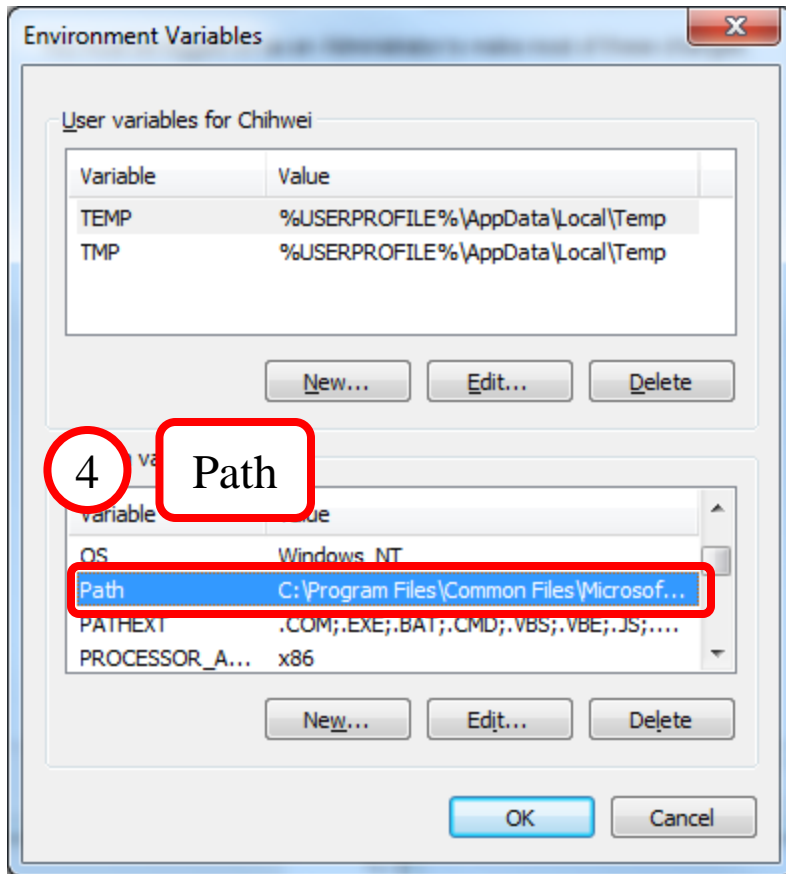 Environment Variables
User variables for Chihwei
Variable Value
TEMP %USERPROFILE%\AppData\Local\Temp
TMP %USERPROFILE%\AppData\Local\Temp
New... Edit... Delete
4 Path
Variable
OS Windows_NT
Path C:\Program Files\Common Files\Microsof...
PATHEXT .COM;.EXE;.BAT;.CMD;.VBS;.VBE;.JS;....
PROCESSOR_A... x86
New... Edit... Delete
OK Cancel